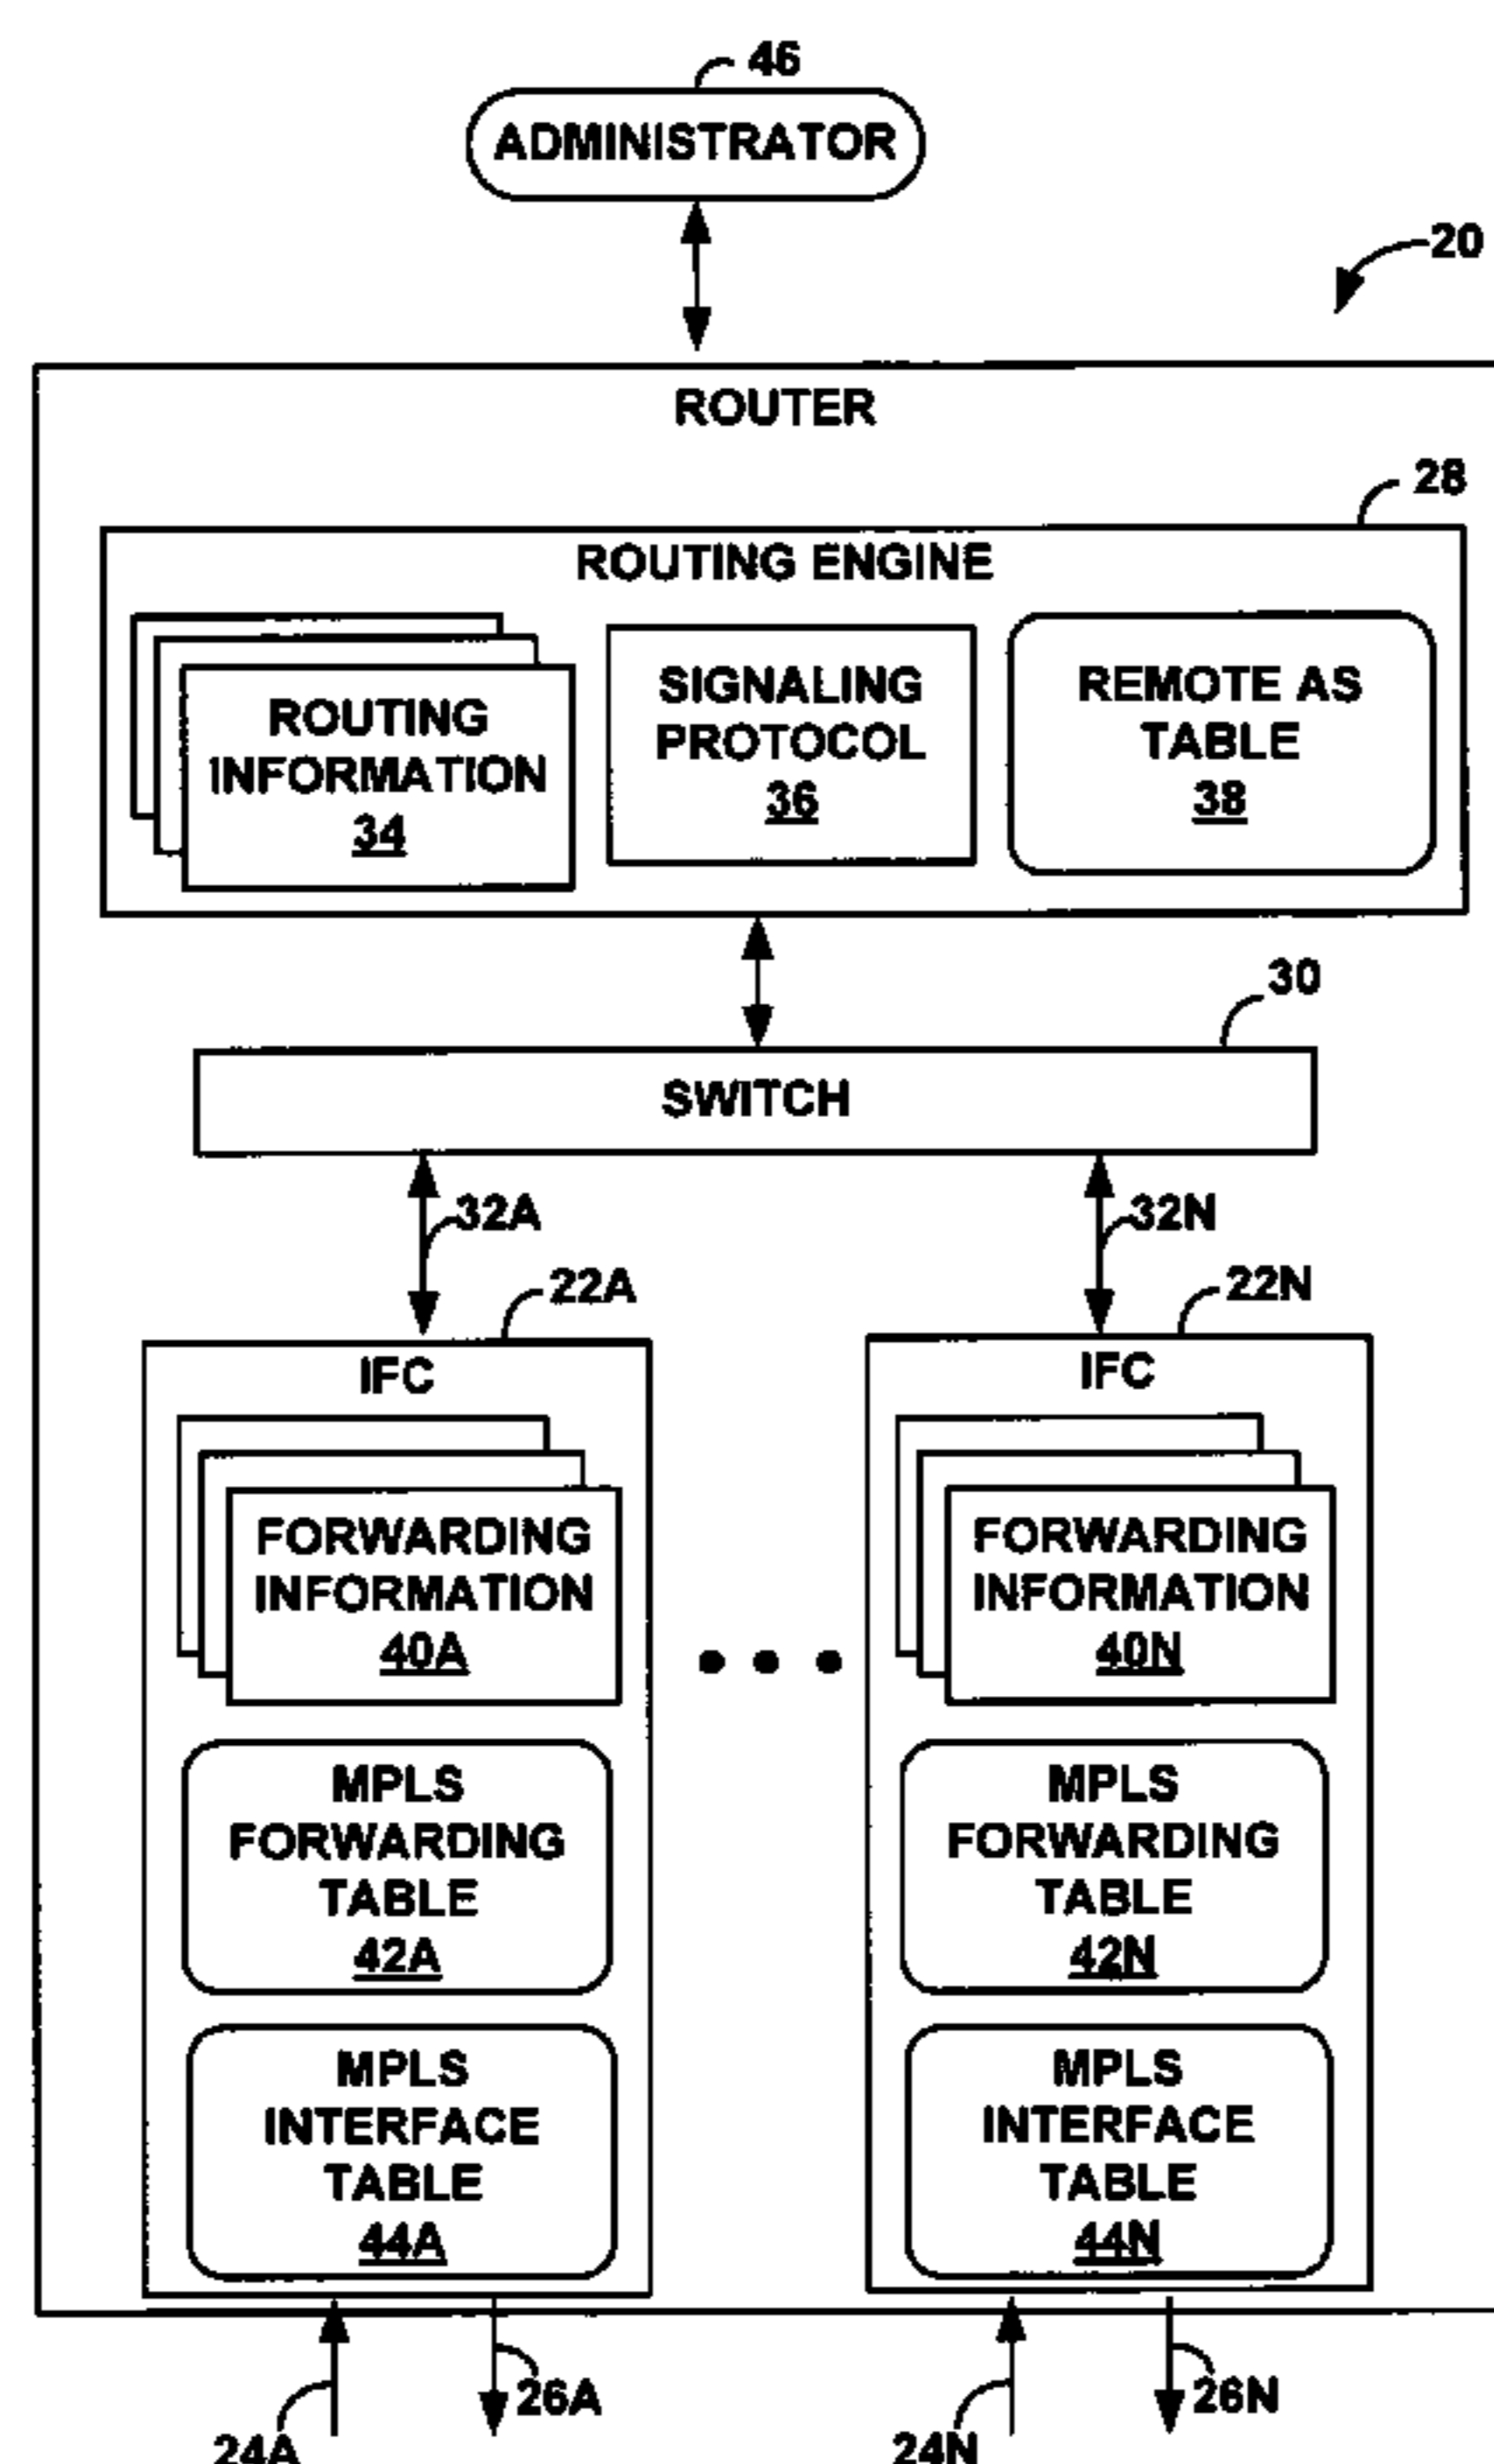 46
ADMINISTRATOR
20
ROUTER
28
ROUTING ENGINE
ROUTING
INFORMATION
34
SIGNALING
PROTOCOL
36
REMOTE AS
TABLE
38
30
SWITCH
32A
32N
22A
22N
IFC
FORWARDING
INFORMATION
40A
MPLS
FORWARDING
TABLE
42A
MPLS
INTERFACE
TABLE
44A
IFC
FORWARDING
INFORMATION
40N
MPLS
FORWARDING
TABLE
42N
MPLS
INTERFACE
TABLE
44N
24A
26A
24N
26N